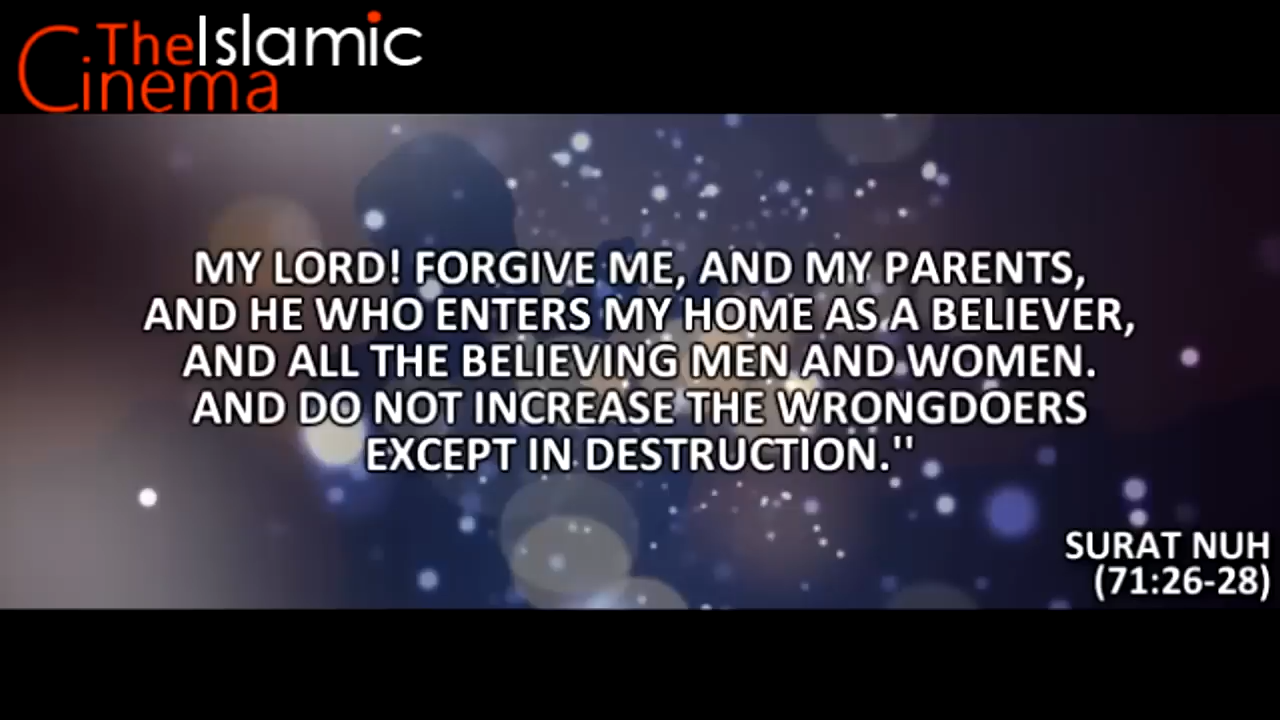 TheIslamic
Cinema
MY LORD! FORGIVE ME, AND MY PARENTS,
AND HE WHO ENTERS MY HOME AS A BELIEVER,
AND ALL THE BELIEVING MEN AND WOMEN.
AND DO NOT INCREASE THE WRONGDOERS
EXCEPT IN DESTRUCTION.''
SURAT NUH
(71:26-28)